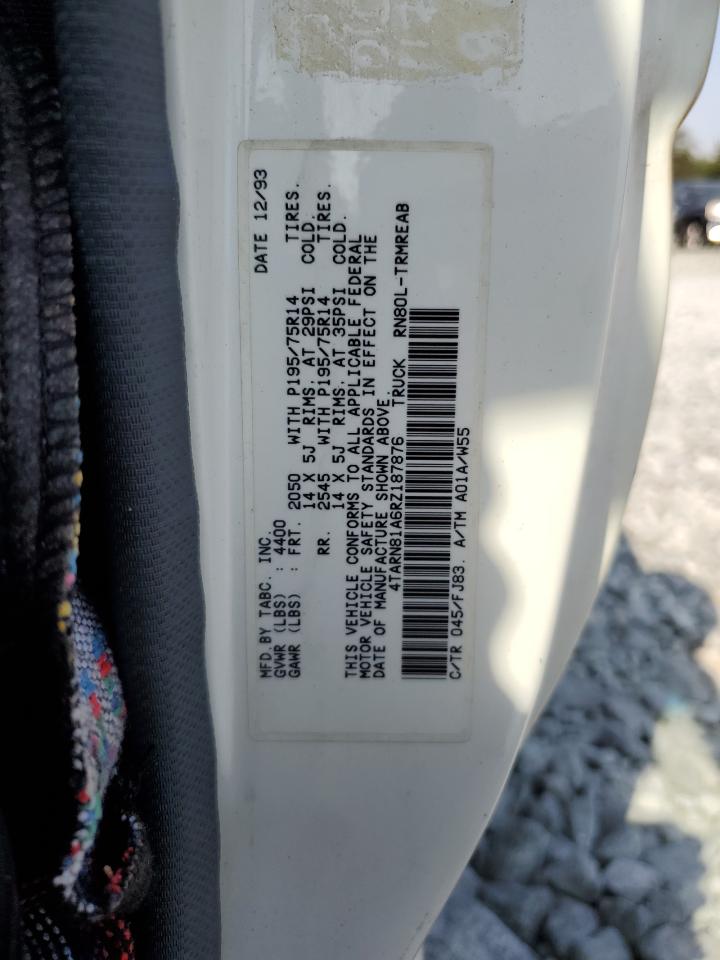 DATE 12/93
MFD.BY TABC. INC.
GVWR (LBS) : 4400
GAWR (LBS) : FRT. 2050 WITH P195/75R14 TIRES.
14 X 5J RIMS. AT 29PSI COLD.
RR. 2545 WITH P195/75R14 TIRES.
14 X 5J RIMS. AT 35PSI COLD.
THIS VEHICLE CONFORMS TO ALL APPLICABLE FEDERAL
MOTOR VEHICLE SAFETY STANDARDS IN EFFECT ON THE
DATE OF MANUFACTURE SHOWN ABOVE.
4TARN81A6RZ187876 TRUCK RN80L-TRMREAB
C/TR 045/FJ83. A/TM A01A/W55